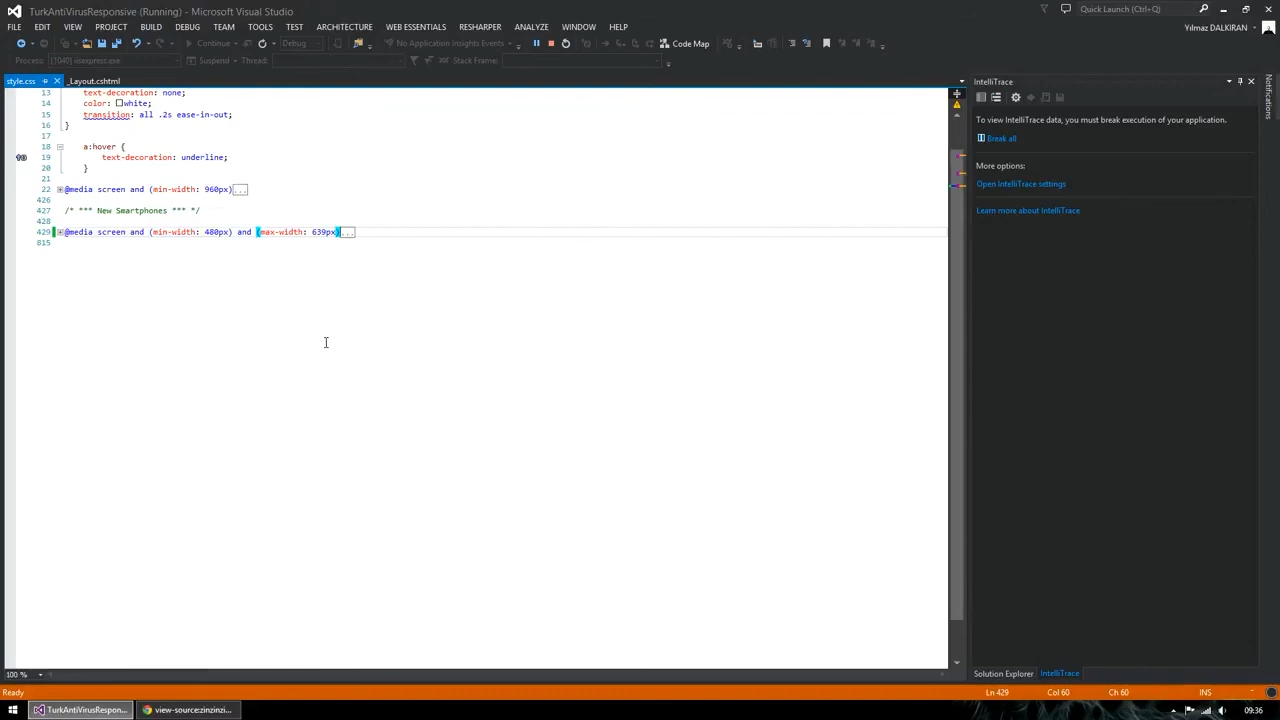 TurkAntiVirusResponsive (Running) - Microsoft Visual Studio
Quick Launch (Ctrl+Q)
FILE EDIT VIEW PROJECT BUILD DEBUG TEAM TOOLS TEST ARCHITECTURE WEB ESSENTIALS RESHARPER ANALYZE WINDOW HELP
Yılmaz DALKIRAN
Continue Debug No Application Insights Events Code Map
Process: [1040] iisexpress.exe Suspend Thread: Stack Frame:
style.css _Layout.cshtml
IntelliTrace
Notifications
13 text-decoration: none;
14 color: white;
15 transition: all .2s ease-in-out;
16 }
17
18 a:hover {
19 text-decoration: underline;
20 }
21
22 @media screen and (min-width: 960px)...
426
427 /* *** New Smartphones *** */
428
429 @media screen and (min-width: 480px) and (max-width: 639px)...
815
To view IntelliTrace data, you must break execution of your application.
Break all
More options:
Open IntelliTrace settings
Learn more about IntelliTrace
100 %
Solution Explorer IntelliTrace
Ready Ln 429 Col 60 Ch 60 INS
TurkAntiVirusRespon... view-source:zinzinzi... 09:36